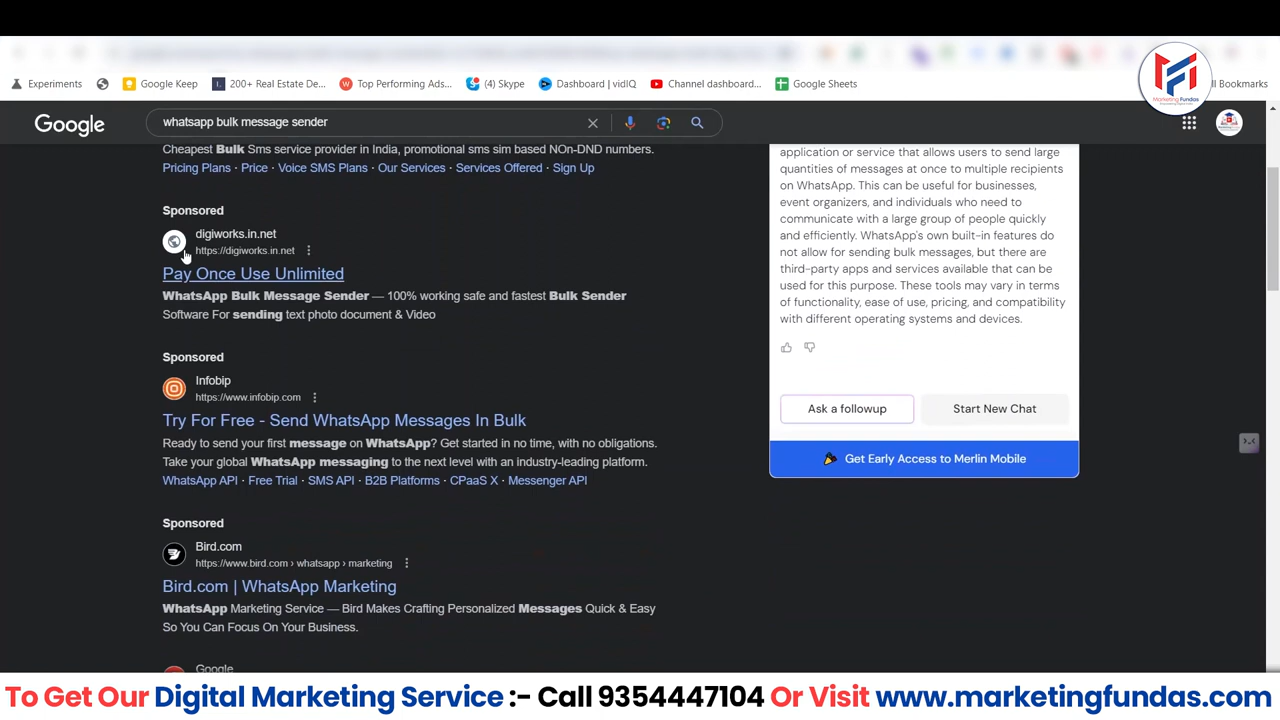 Experiments
Google Keep
200+ Real Estate De...
Top Performing Ads...
(4) Skype
Dashboard | vidIQ
Channel dashboard...
Google Sheets
ll Bookmarks
Marketing Fundas
Google
whatsapp bulk message sender
Cheapest Bulk Sms service provider in India, promotional sms sim based NOn-DND numbers.
Pricing Plans · Price · Voice SMS Plans · Our Services · Services Offered · Sign Up
Sponsored
digiworks.in.net
https://digiworks.in.net
Pay Once Use Unlimited
WhatsApp Bulk Message Sender — 100% working safe and fastest Bulk Sender
Software For sending text photo document & Video
Sponsored
Infobip
https://www.infobip.com
Try For Free - Send WhatsApp Messages In Bulk
Ready to send your first message on WhatsApp? Get started in no time, with no obligations.
Take your global WhatsApp messaging to the next level with an industry-leading platform.
WhatsApp API · Free Trial · SMS API · B2B Platforms · CPaaS X · Messenger API
Sponsored
Bird.com
https://www.bird.com › whatsapp › marketing
Bird.com | WhatsApp Marketing
WhatsApp Marketing Service — Bird Makes Crafting Personalized Messages Quick & Easy
So You Can Focus On Your Business.
Google
application or service that allows users to send large
quantities of messages at once to multiple recipients
on WhatsApp. This can be useful for businesses,
event organizers, and individuals who need to
communicate with a large group of people quickly
and efficiently. WhatsApp's own built-in features do
not allow for sending bulk messages, but there are
third-party apps and services available that can be
used for this purpose. These tools may vary in terms
of functionality, ease of use, pricing, and compatibility
with different operating systems and devices.
Ask a followup
Start New Chat
Get Early Access to Merlin Mobile
To Get Our Digital Marketing Service :- Call 9354447104 Or Visit www.marketingfundas.com